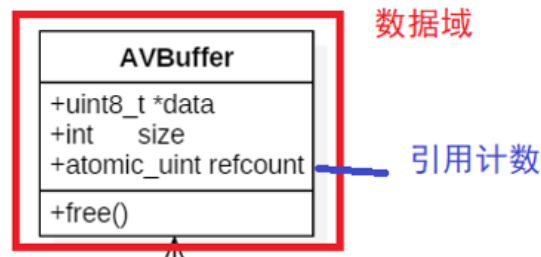 数据域
AVBuffer
+uint8_t *data
+int size
+atomic_uint refcount
引用计数
+free()